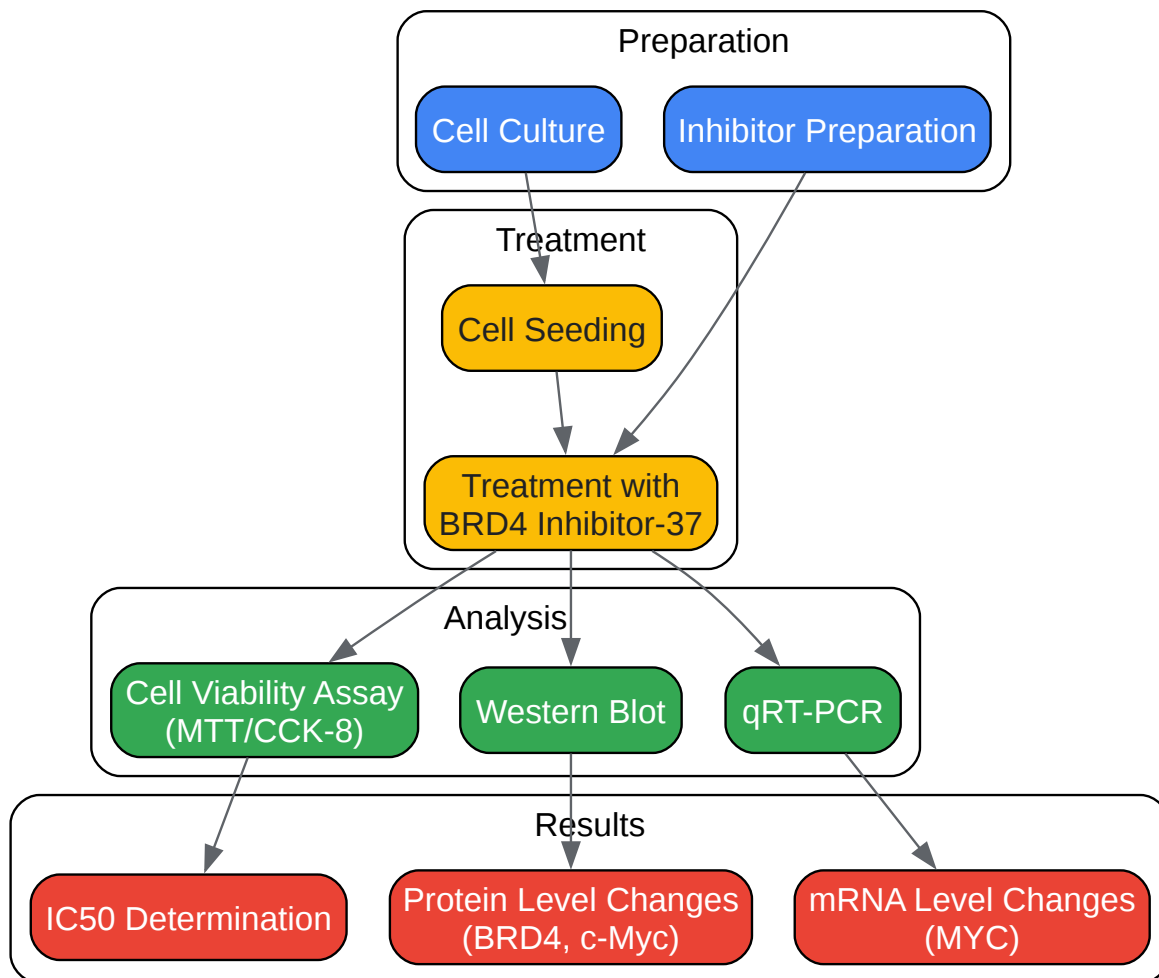 Preparation
Cell Culture
Inhibitor Preparation
Treatment
Cell Seeding
Treatment with
BRD4 Inhibitor-37
Analysis
Cell Viability Assay
(MTT/CCK-8)
Western Blot
qRT-PCR
Results
IC50 Determination
Protein Level Changes
(BRD4, c-Myc)
mRNA Level Changes
(MYC)